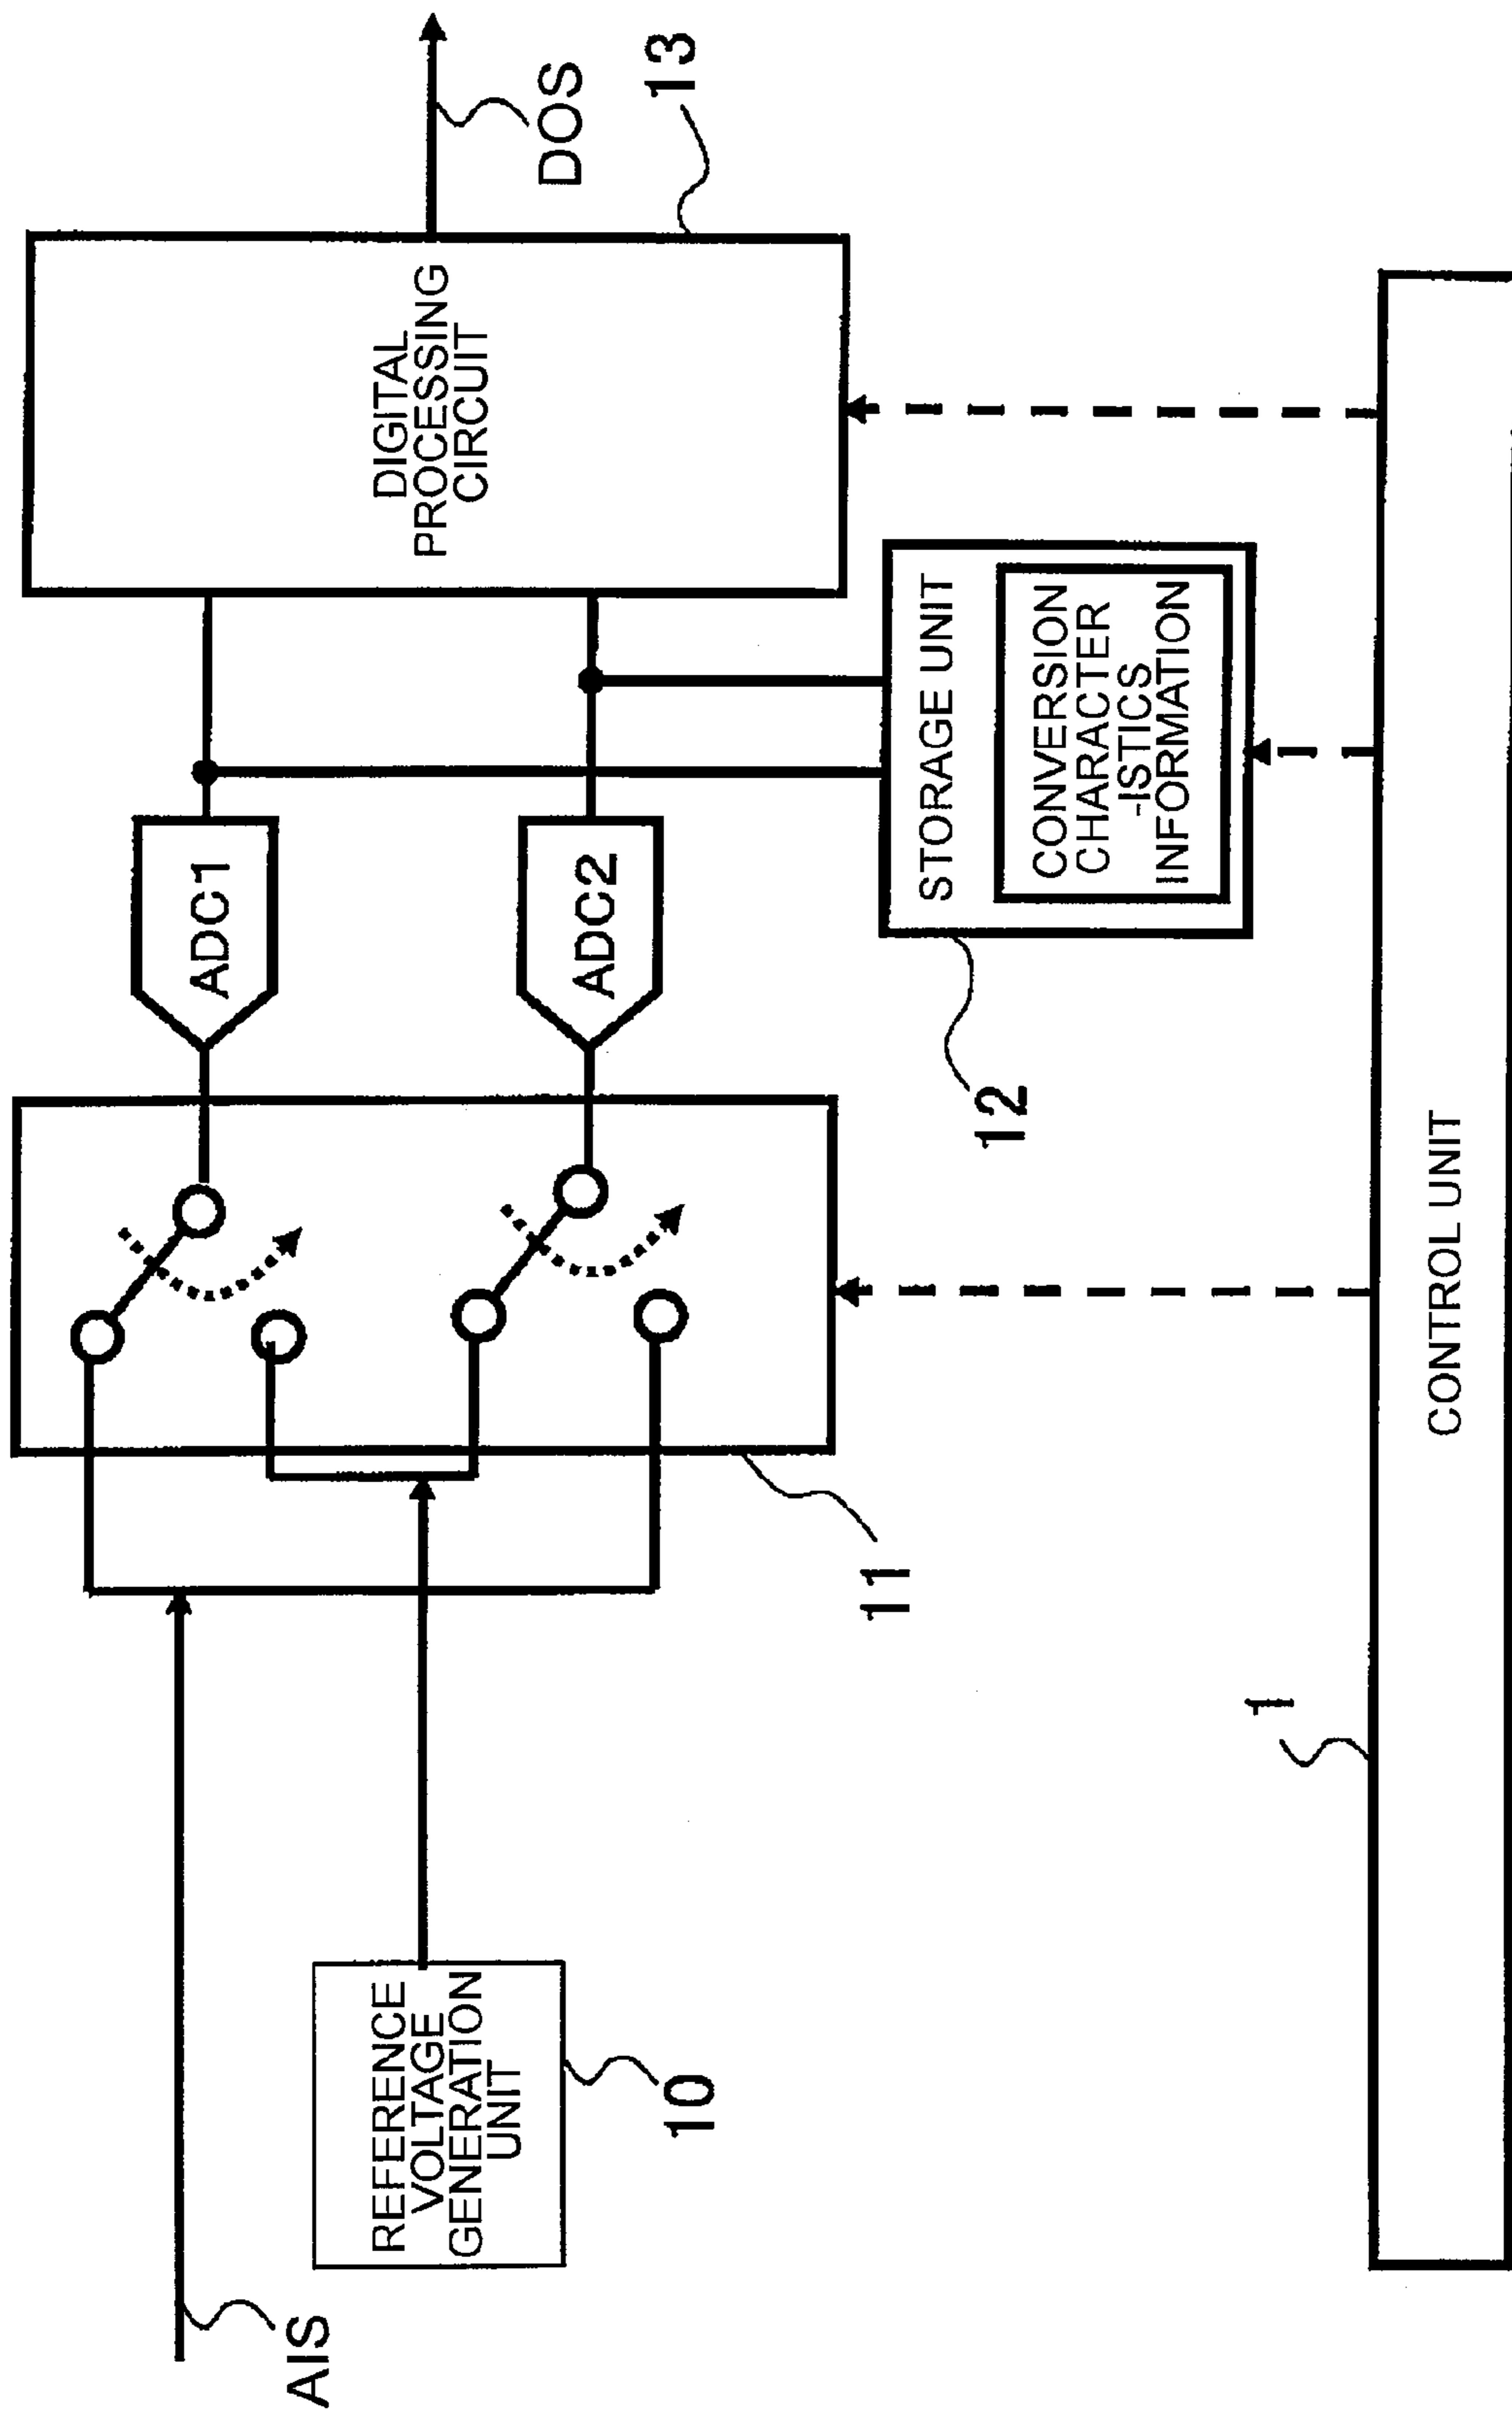 AIS
REFERENCE
VOLTAGE
GENERATION
UNIT
10
11
ADC1
ADC2
12
STORAGE UNIT
CONVERSION
CHARACTER
-ISTICS
INFORMATION
DIGITAL
PROCESSING
CIRCUIT
DOS
13
1
CONTROL UNIT